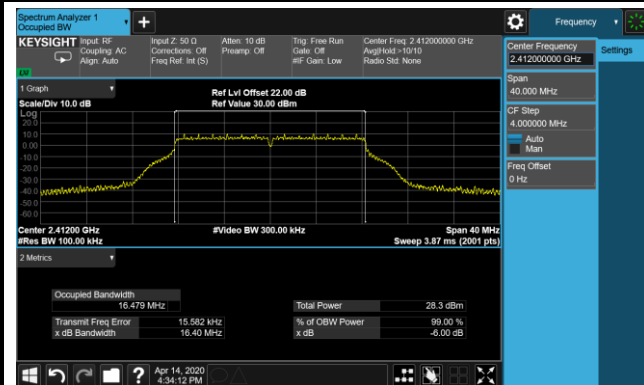 Spectrum Analyzer 1
Occupied BW
+
Frequency
KEYSIGHT
Input: RF
Coupling: AC
Align: Auto
Input Z: 50 Ω
Corrections: Off
Freq Ref: Int (S)
Atten: 10 dB
Preamp: Off
Trig: Free Run
Gate: Off
#IF Gain: Low
Center Freq: 2.412000000 GHz
Avg|Hold:>10/10
Radio Std: None
LV
Center Frequency
2.412000000 GHz
Settings
Span
40.000 MHz
CF Step
4.000000 MHz
Auto
Man
Freq Offset
0 Hz
1 Graph
Scale/Div 10.0 dB
Ref Lvl Offset 22.00 dB
Ref Value 30.00 dBm
Log
20.0
10.0
0.00
-10.0
-20.0
-30.0
-40.0
-50.0
-60.0
Center 2.41200 GHz
#Res BW 100.00 kHz
#Video BW 300.00 kHz
Span 40 MHz
Sweep 3.87 ms (2001 pts)
2 Metrics
Occupied Bandwidth
16.479 MHz
Total Power 28.3 dBm
Transmit Freq Error 15.582 kHz
% of OBW Power 99.00 %
x dB Bandwidth 16.40 MHz
x dB -6.00 dB
?
Apr 14, 2020
4:34:12 PM